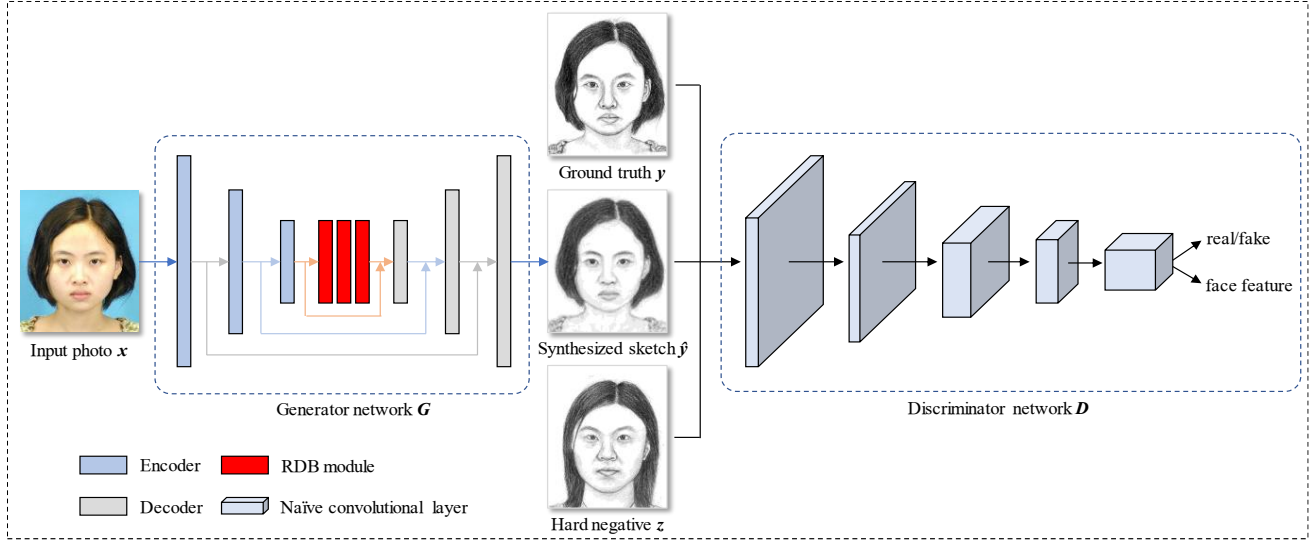 Ground truth y
real/fake
face feature
Input photo x
Synthesized sketch ŷ
Generator network G
Discriminator network D
Encoder
RDB module
Decoder
Naïve convolutional layer
Hard negative z